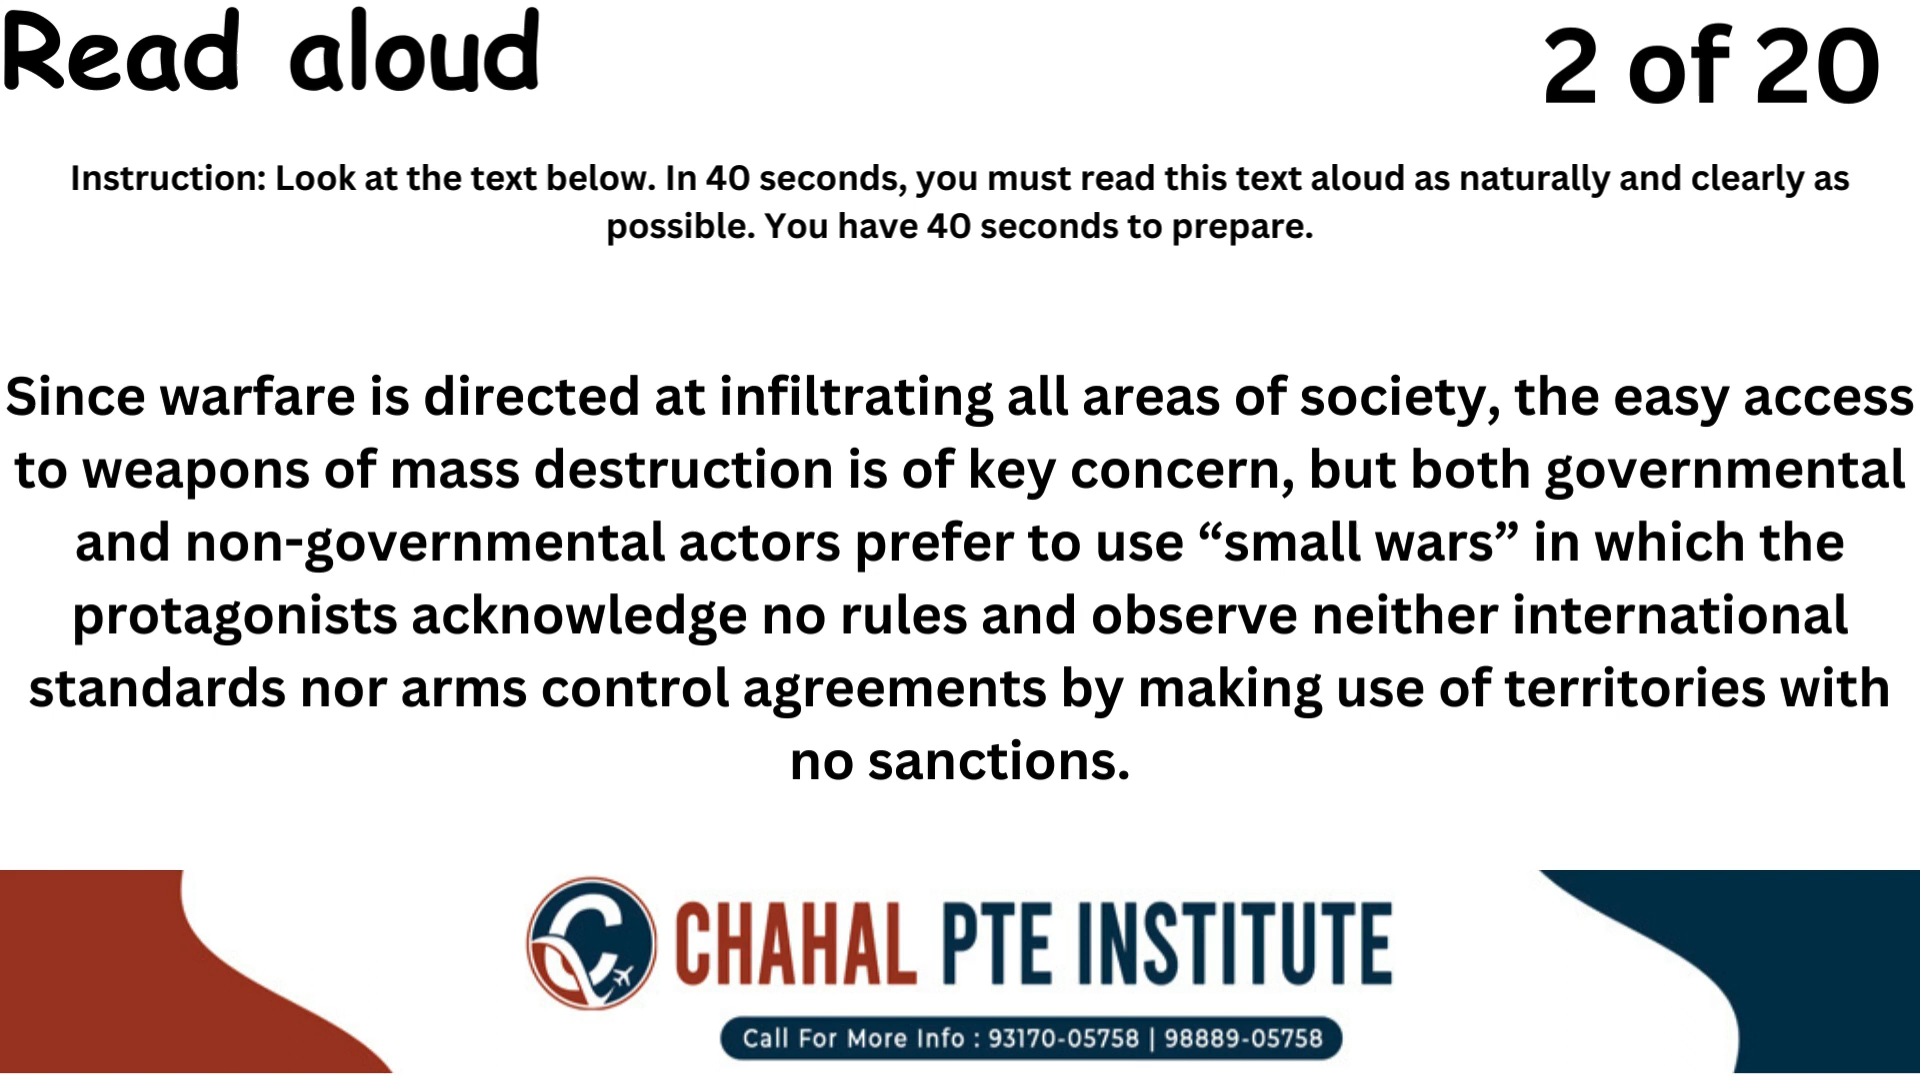 Read aloud
2 of 20
Instruction: Look at the text below. In 40 seconds, you must read this text aloud as naturally and clearly as
possible. You have 40 seconds to prepare.
Since warfare is directed at infiltrating all areas of society, the easy access
to weapons of mass destruction is of key concern, but both governmental
and non-governmental actors prefer to use “small wars” in which the
protagonists acknowledge no rules and observe neither international
standards nor arms control agreements by making use of territories with
no sanctions.
CHAHAL PTE INSTITUTE
Call For More Info : 93170-05758 | 98889-05758